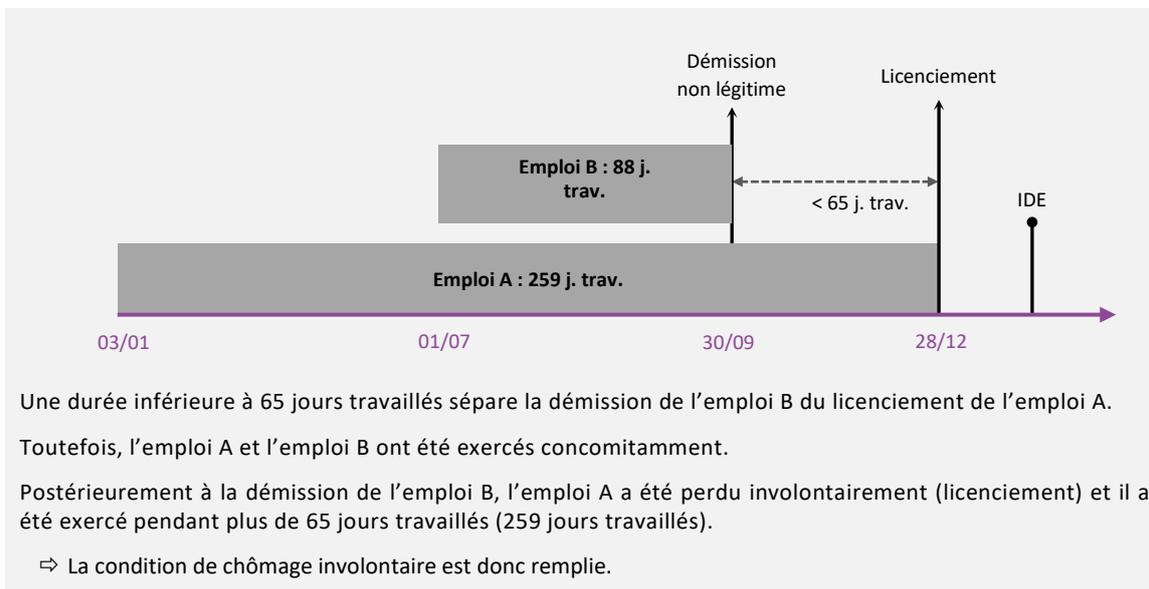 Démission
non légitime
Licenciement
Emploi B : 88 j.
trav.
< 65 j. trav.
IDE
Emploi A : 259 j. trav.
03/01
01/07
30/09
28/12
Une durée inférieure à 65 jours travaillés sépare la démission de l’emploi B du licenciement de l’emploi A.
Toutefois, l’emploi A et l’emploi B ont été exercés concomitamment.
Postérieurement à la démission de l’emploi B, l’emploi A a été perdu involontairement (licenciement) et il a
été exercé pendant plus de 65 jours travaillés (259 jours travaillés).
⇨ La condition de chômage involontaire est donc remplie.